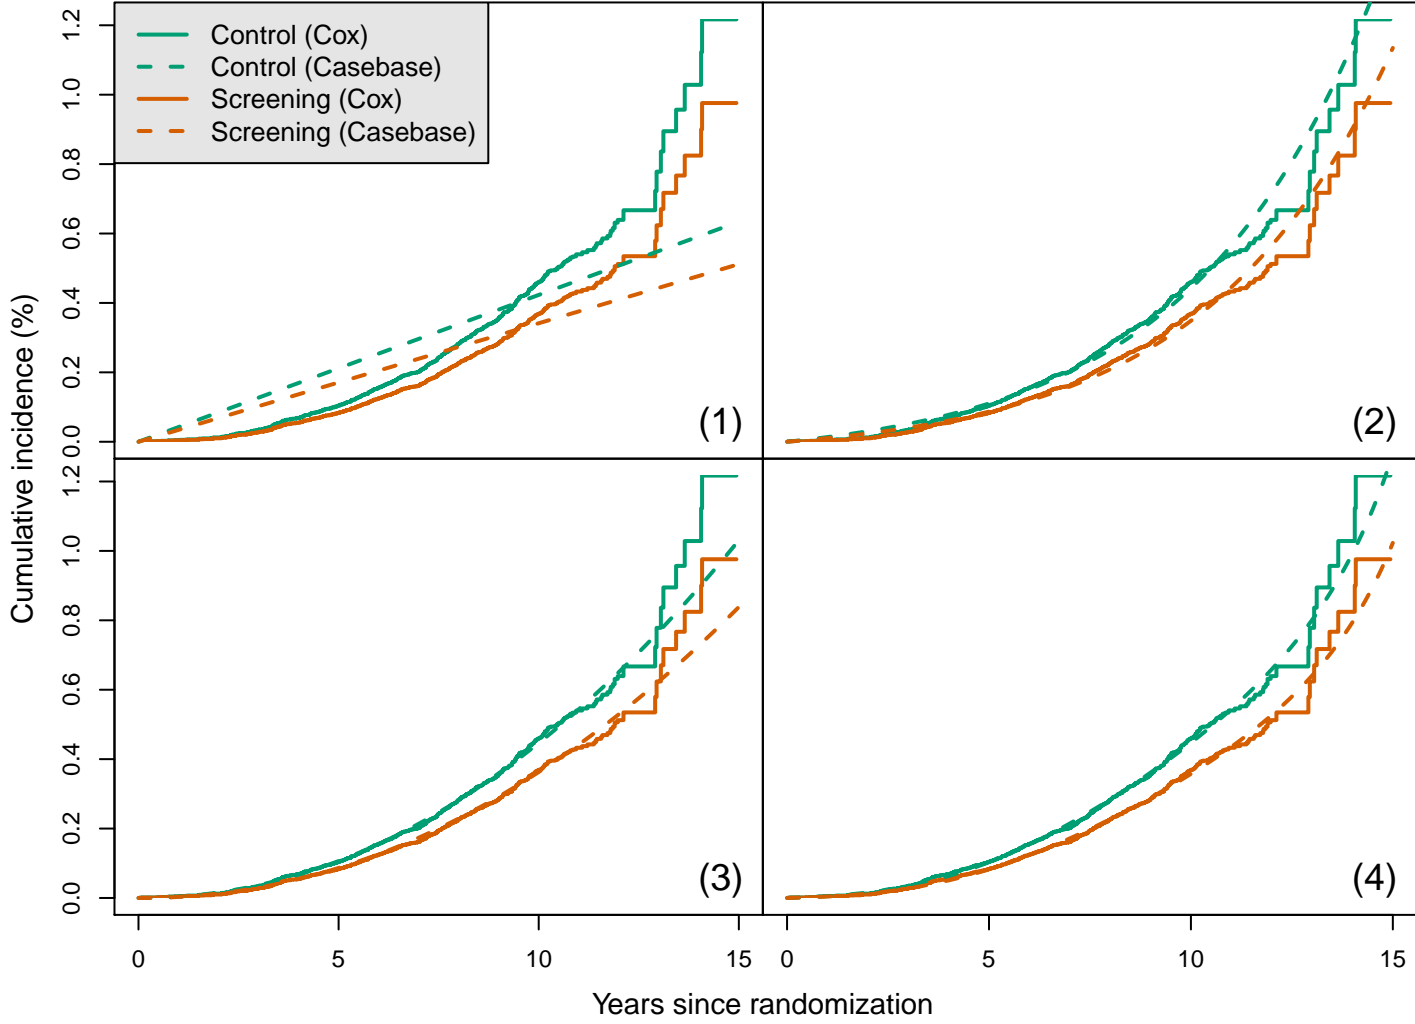 Control (Cox)
Control (Casebase)
Screening (Cox)
Screening (Casebase)
0.0 0.2 0.4 0.6 0.8 1.0 1.2
(1)
(2)
Cumulative incidence (%)
0.0 0.2 0.4 0.6 0.8 1.0 1.2
(3)
(4)
0 5 10 15
0 5 10 15
Years since randomization